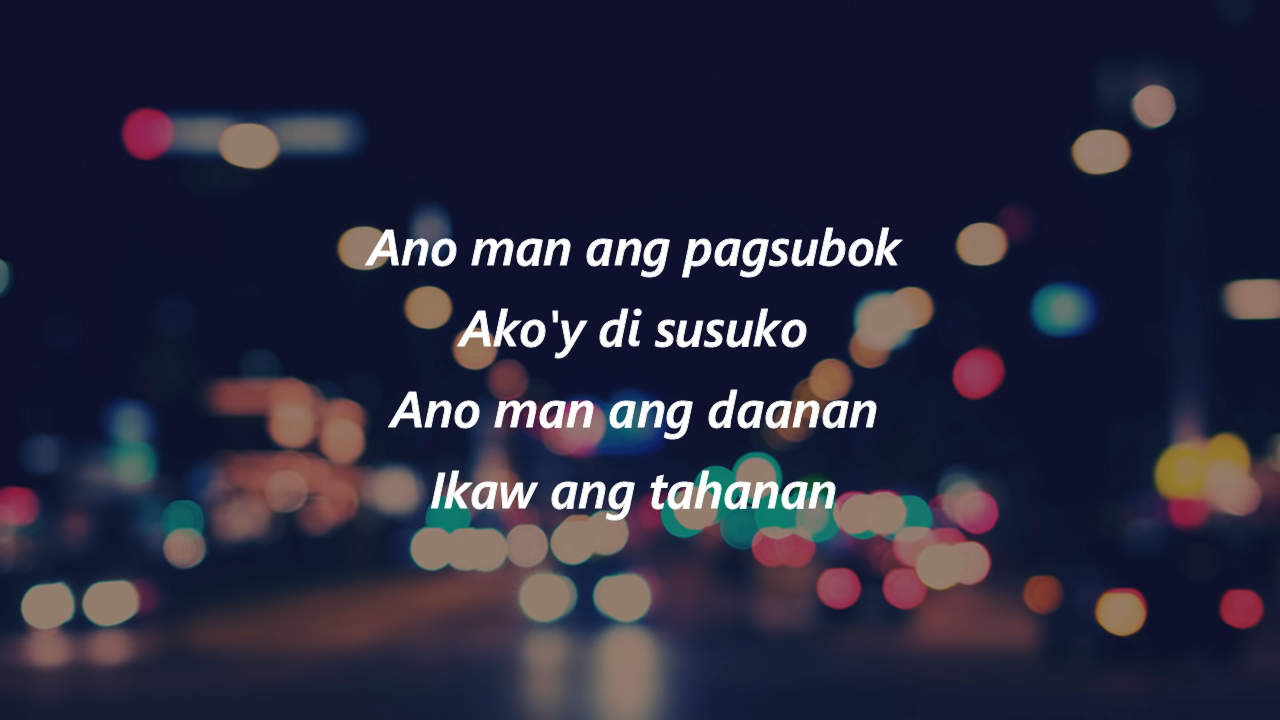 Ano man ang pagsubok
Ako'y di susuko
Ano man ang daanan
Ikaw ang tahanan